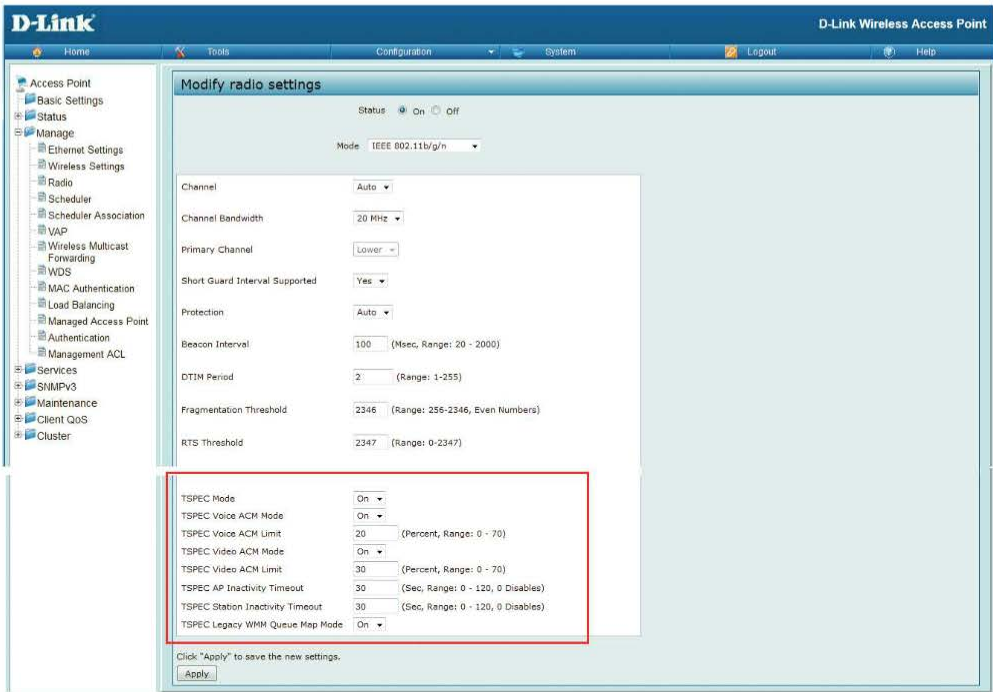 D-Link
D-Link Wireless Access Point
Home Tools Configuration System Logout Help
Access Point
Basic Settings
Status
Manage
Ethernet Settings
Wireless Settings
Radio
Scheduler
Scheduler Association
VAP
Wireless Multicast
Forwarding
WDS
MAC Authentication
Load Balancing
Managed Access Point
Authentication
Management ACL
Services
SNMPv3
Maintenance
Client QoS
Cluster
Modify radio settings
Status On Off
Mode IEEE 802.11b/g/n
Channel Auto
Channel Bandwidth 20 MHz
Primary Channel Lower
Short Guard Interval Supported Yes
Protection Auto
Beacon Interval 100 (Msec, Range: 20 - 2000)
DTIM Period 2 (Range: 1-255)
Fragmentation Threshold 2346 (Range: 256-2346, Even Numbers)
RTS Threshold 2347 (Range: 0-2347)
TSPEC Mode On
TSPEC Voice ACM Mode On
TSPEC Voice ACM Limit 20 (Percent, Range: 0 - 70)
TSPEC Video ACM Mode On
TSPEC Video ACM Limit 30 (Percent, Range: 0 - 70)
TSPEC AP Inactivity Timeout 30 (Sec, Range: 0 - 120, 0 Disables)
TSPEC Station Inactivity Timeout 30 (Sec, Range: 0 - 120, 0 Disables)
TSPEC Legacy WMM Queue Map Mode On
Click "Apply" to save the new settings.
Apply